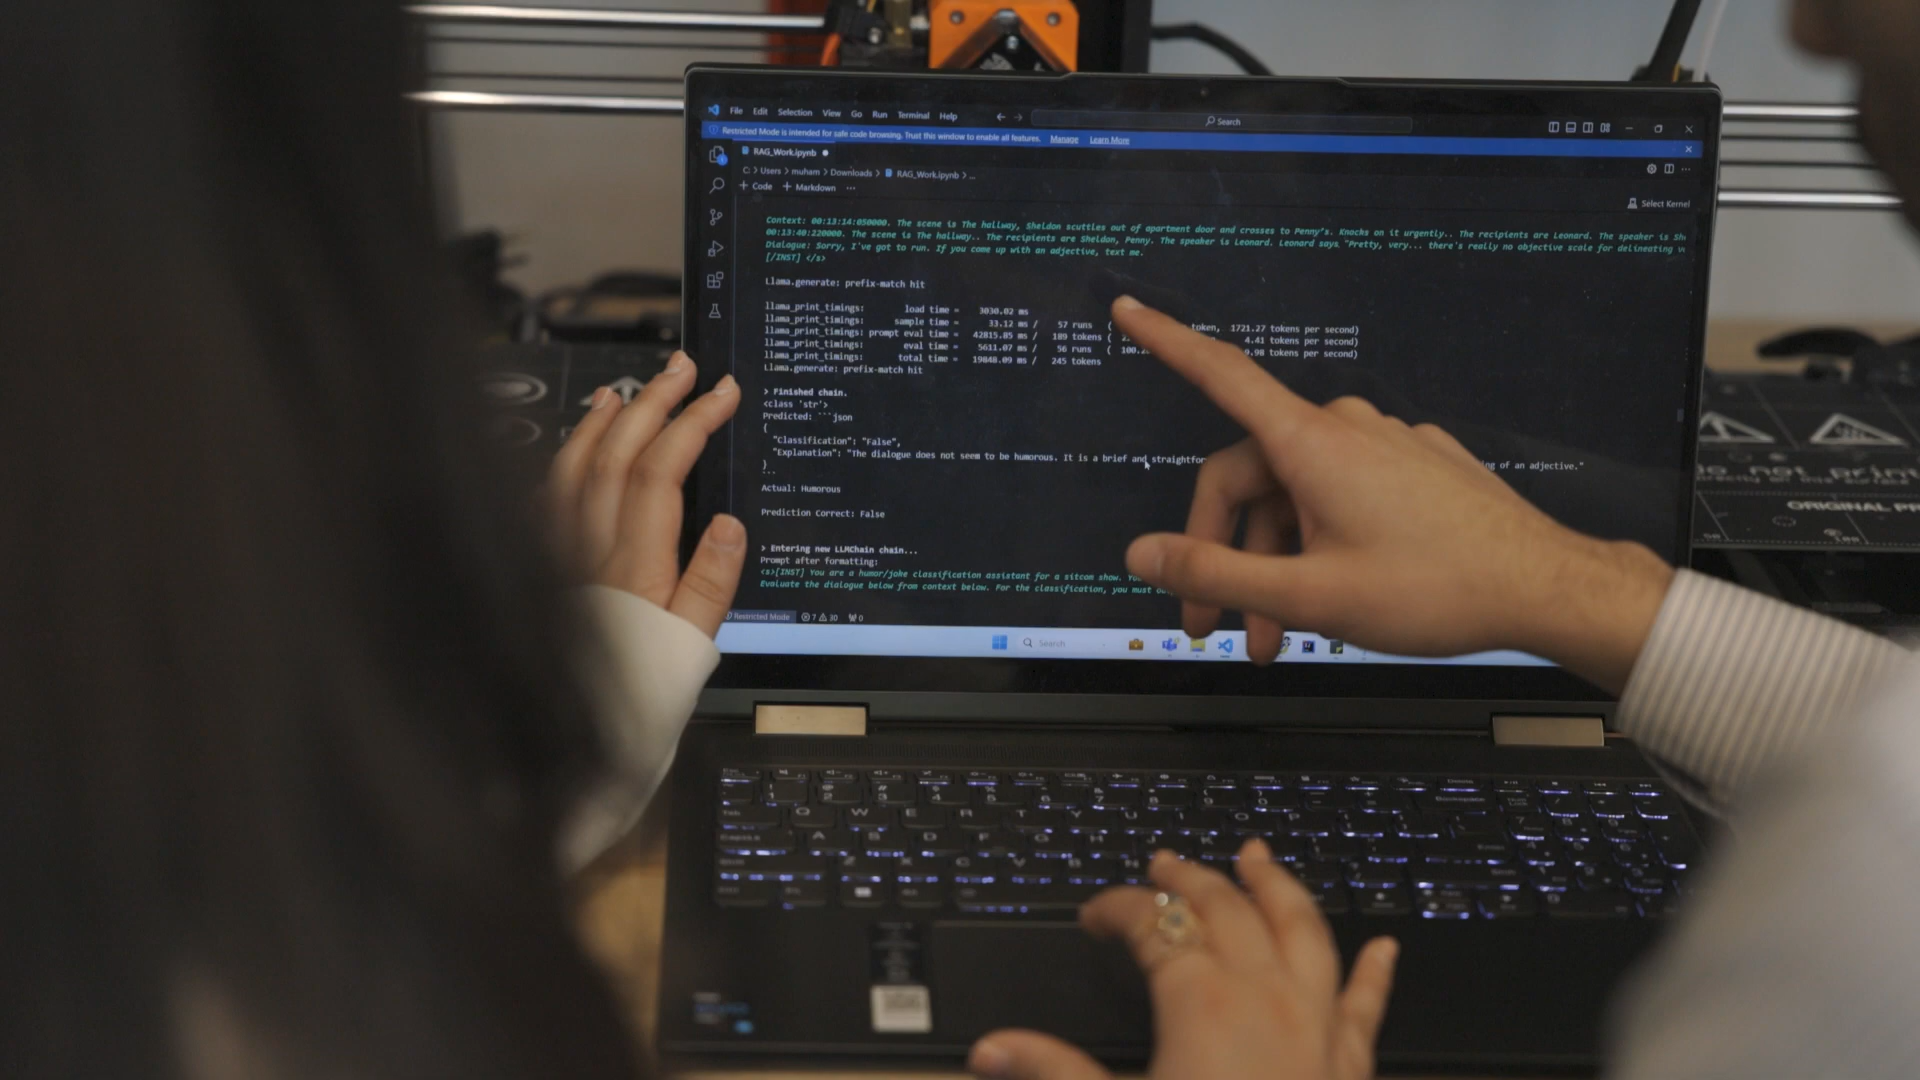 File Edit Selection View Go Run Terminal Help
Search
Restricted Mode is intended for safe code browsing. Trust this window to enable all features. Manage Learn More
RAG_Work.ipynb
C: > Users > muham > Downloads > RAG_Work.ipynb > ...
+ Code + Markdown ...
Select Kernel
Context: 00:13:14:050000. The scene is The hallway, Sheldon scuttles out of apartment door and crosses to Penny's. Knocks on it urgently.. The recipients are Leonard. The speaker is
00:13:40:220000. The scene is The hallway.. The recipients are Sheldon, Penny. The speaker is Leonard. Leonard says "Pretty, very... there's really no objective scale for delineating
Dialogue: Sorry, I've got to run. If you come up with an adjective, text me.
[/INST] </s>
Llama.generate: prefix-match hit
llama_print_timings: load time = 3030.02 ms
llama_print_timings: sample time = 33.12 ms / 57 runs ( token, 1721.27 tokens per second)
llama_print_timings: prompt eval time = 42815.85 ms / 189 tokens ( 4.41 tokens per second)
llama_print_timings: eval time = 5611.07 ms / 56 runs ( 100.2 9.98 tokens per second)
llama_print_timings: total time = 19848.09 ms / 245 tokens
Llama.generate: prefix-match hit
> Finished chain.
<class 'str'>
Predicted: ```json
{
"Classification": "False",
"Explanation": "The dialogue does not seem to be humorous. It is a brief and of an adjective."
}
```
Actual: Humorous
Prediction Correct: False
> Entering new LLMChain chain...
Prompt after formatting:
<s>[INST] You are a humor/joke classification assistant for a sitcom show.
Evaluate the dialogue below from context below. For the classification, you must
Restricted Mode 7 30 0
Search
ORIGINAL
do not print
Q W E R T Y U I O P
A S D F G H J K